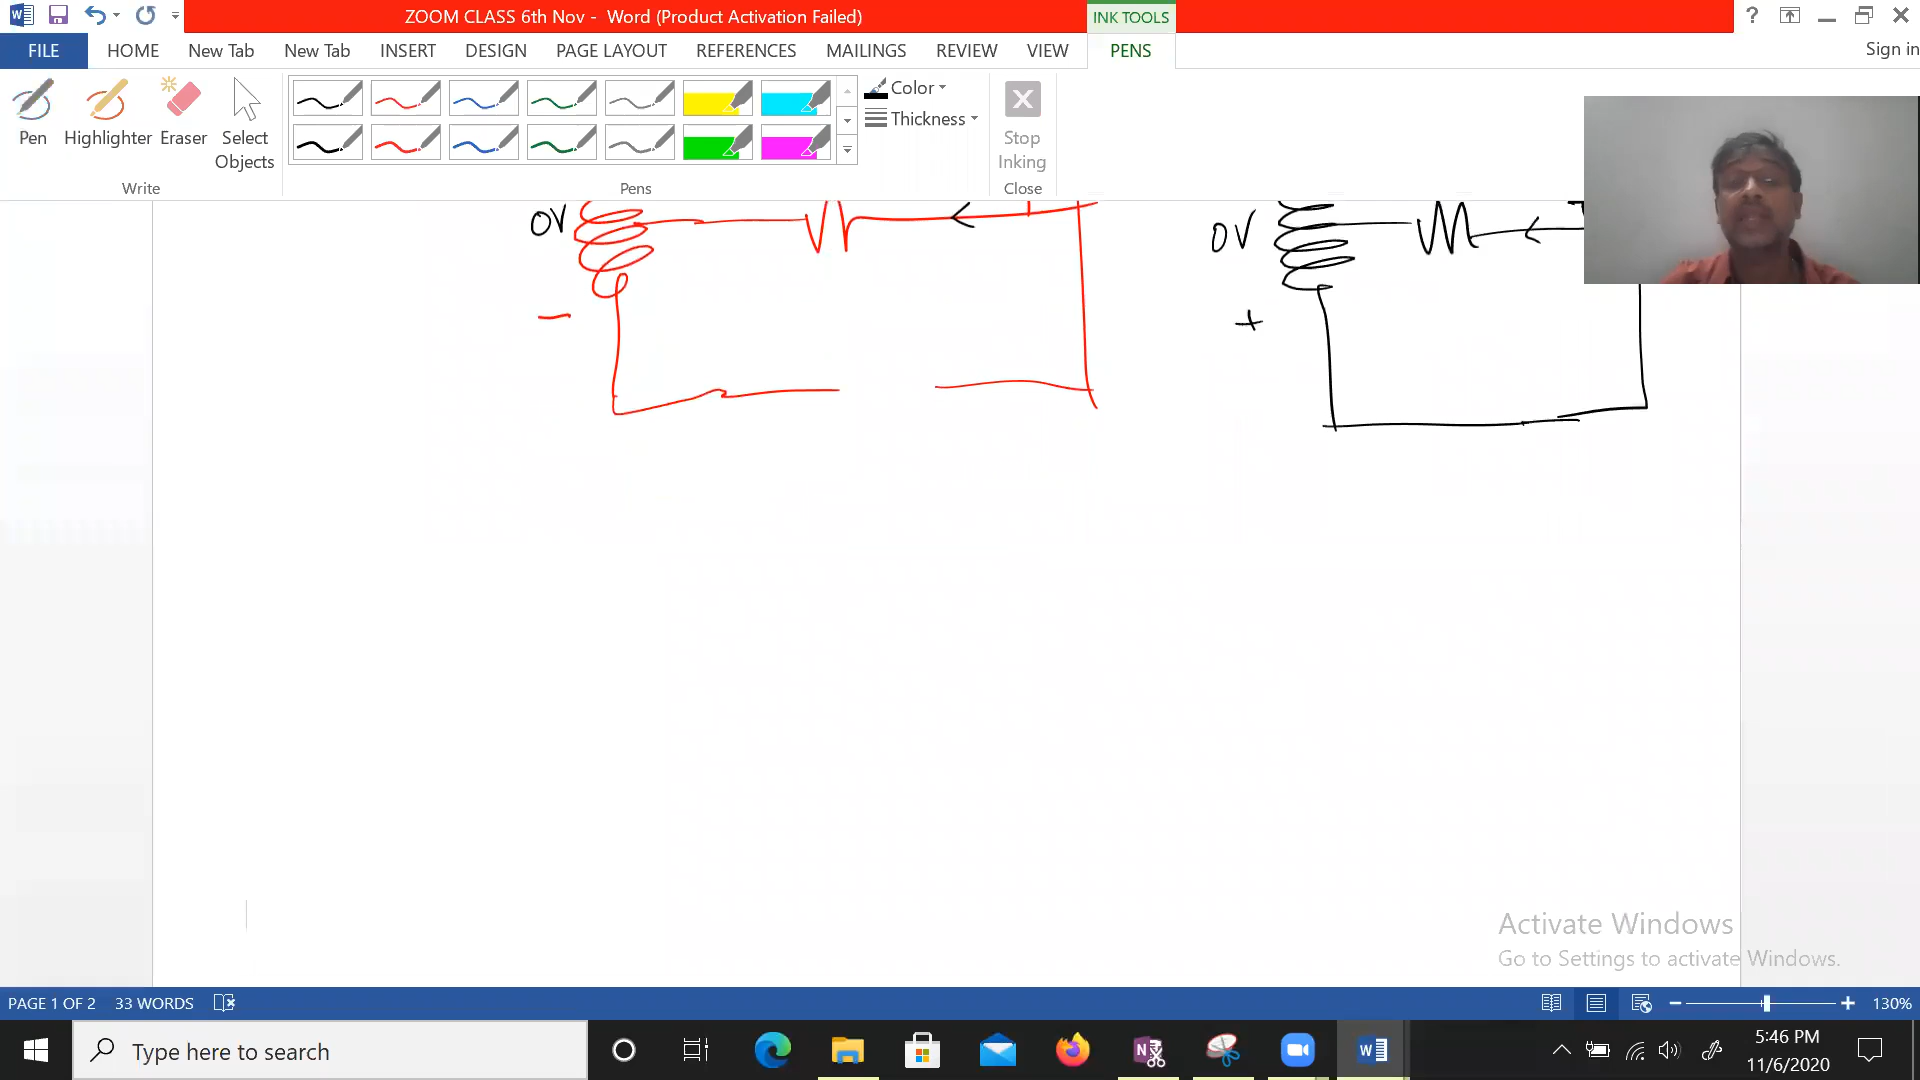 ZOOM CLASS 6th Nov - Word (Product Activation Failed)
INK TOOLS
?
FILE HOME New Tab New Tab INSERT DESIGN PAGE LAYOUT REFERENCES MAILINGS REVIEW VIEW PENS
Sign in
Pen
Highlighter
Eraser
Select Objects
Color
Thickness
Stop Inking
Write
Pens
Close
0V
0V
−
+
Activate Windows
Go to Settings to activate Windows.
PAGE 1 OF 2 33 WORDS
130%
Type here to search
5:46 PM
11/6/2020